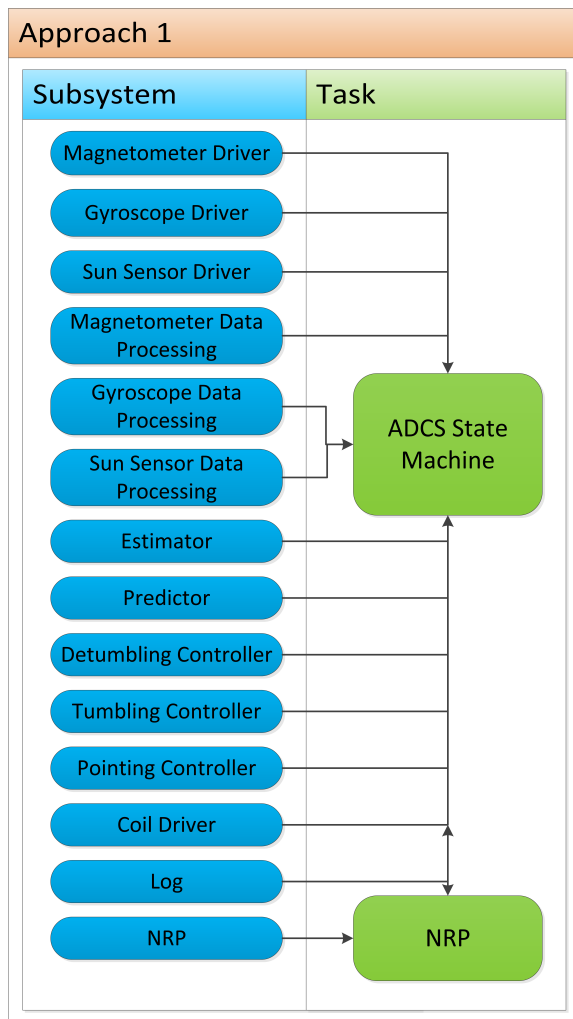 Approach 1
Subsystem
Task
Magnetometer Driver
Gyroscope Driver
Sun Sensor Driver
Magnetometer Data
Processing
Gyroscope Data
Processing
Sun Sensor Data
Processing
ADCS State
Machine
Estimator
Predictor
Detumbling Controller
Tumbling Controller
Pointing Controller
Coil Driver
Log
NRP
NRP